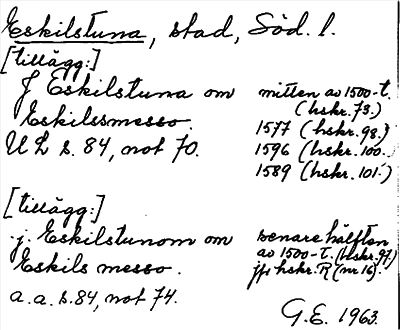 Eskilstuna, stad, Söd. l.
[tillägg:]
J Eskilstuna om mitten av 1500-t.
(hskr. 73.)
Eskilssmesso.
1577 (hskr. 98.)
U L s. 84, not 70. 1596 (hskr. 100.)
1589 (hskr. 101.)
[tillägg:]
j. Eskilstunom om senare hälften
av 1500-t. (hskr. 97)
Eskils messo. jfr hskr. R (nr 16).
a.a. s. 84, not 74.
G.E. 1963.